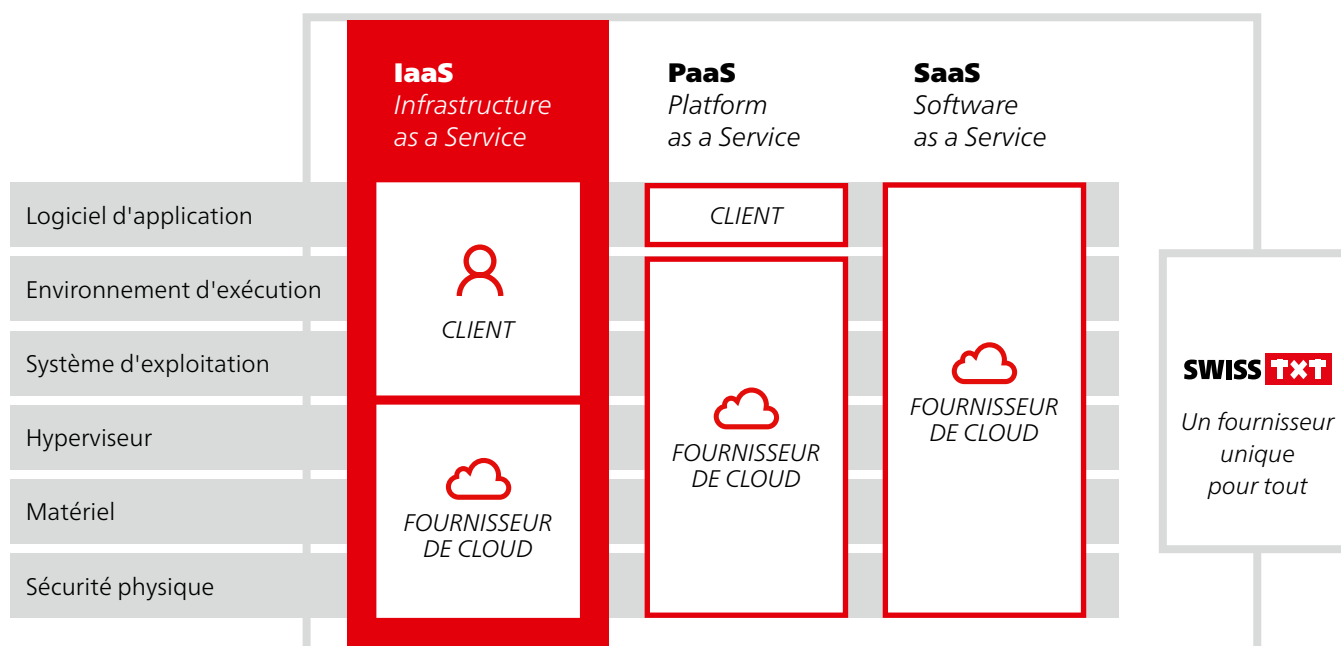 IaaS
Infrastructure
as a Service
PaaS
Platform
as a Service
SaaS
Software
as a Service
Logiciel d'application
Environnement d'exécution
Système d'exploitation
Hyperviseur
Matériel
Sécurité physique
CLIENT
FOURNISSEUR
DE CLOUD
CLIENT
FOURNISSEUR
DE CLOUD
FOURNISSEUR
DE CLOUD
SWISS TXT
Un fournisseur
unique
pour tout